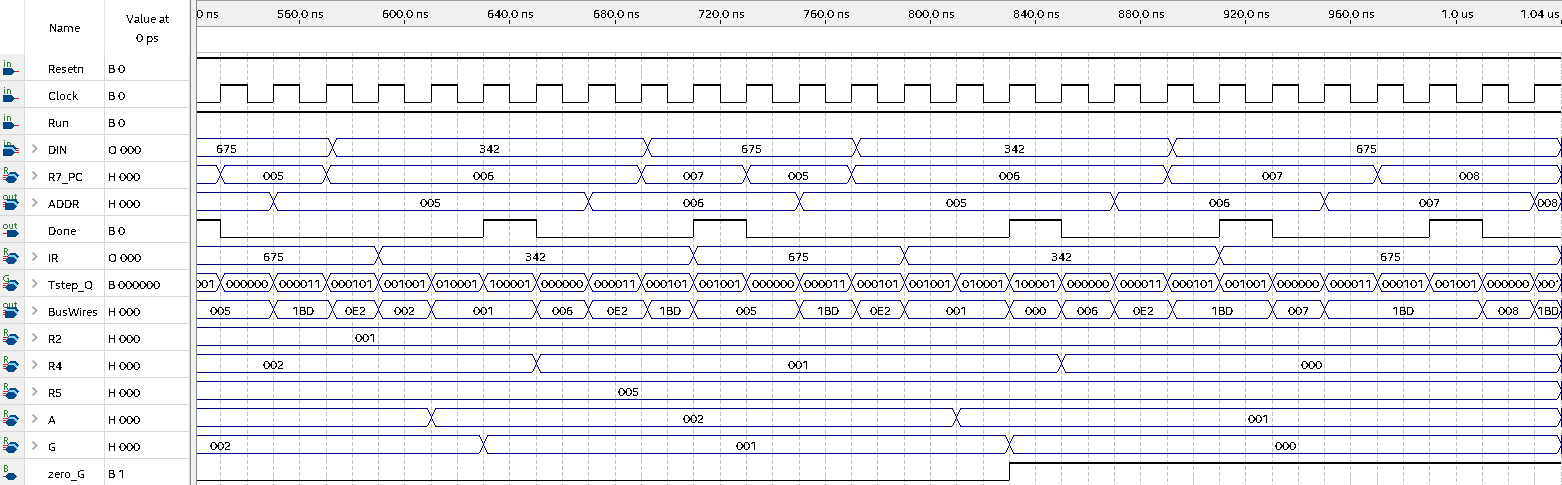 Name Value at 0 ps 0 ns 560.0 ns 600.0 ns 640.0 ns 680.0 ns 720.0 ns 760.0 ns 800.0 ns 840.0 ns 880.0 ns 920.0 ns 960.0 ns 1.0 us 1.04 us
in Resetn B 0
in Clock B 0
in Run B 0
in DIN O 000 675 342 675 342 675
R R7_PC H 000 005 006 007 005 006 007 008
out ADDR H 000 005 006 005 006 007 008
out Done B 0
R IR O 000 675 342 675 342 675
G Tstep_Q B 000000 001 000000 000011 000101 001001 010001 100001 000000 000011 000101 001001 000000 000011 000101 001001 010001 100001 000000 000011 000101 001001 000000 000011 000101 001001 000000 000
out BusWires H 000 005 1BD 0E2 002 001 006 0E2 1BD 005 1BD 0E2 001 000 006 0E2 1BD 007 1BD 008 1BD
R R2 H 000 001
R R4 H 000 002 001 000
R R5 H 000 005
R A H 000 002 001
R G H 000 002 001 000
R zero_G B 1